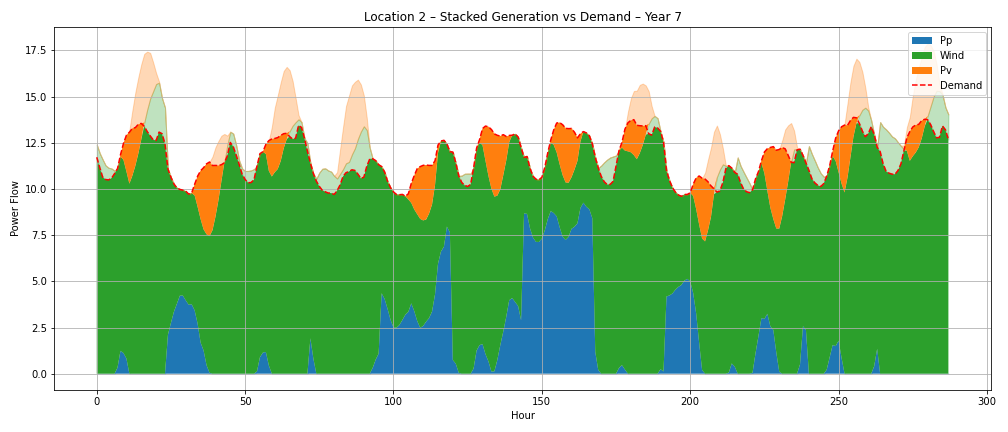 Location 2 – Stacked Generation vs Demand – Year 7
Power Flow
17.5
15.0
12.5
10.0
7.5
5.0
2.5
0.0
Pp
Wind
Pv
Demand
0
50
100
150
200
250
300
Hour